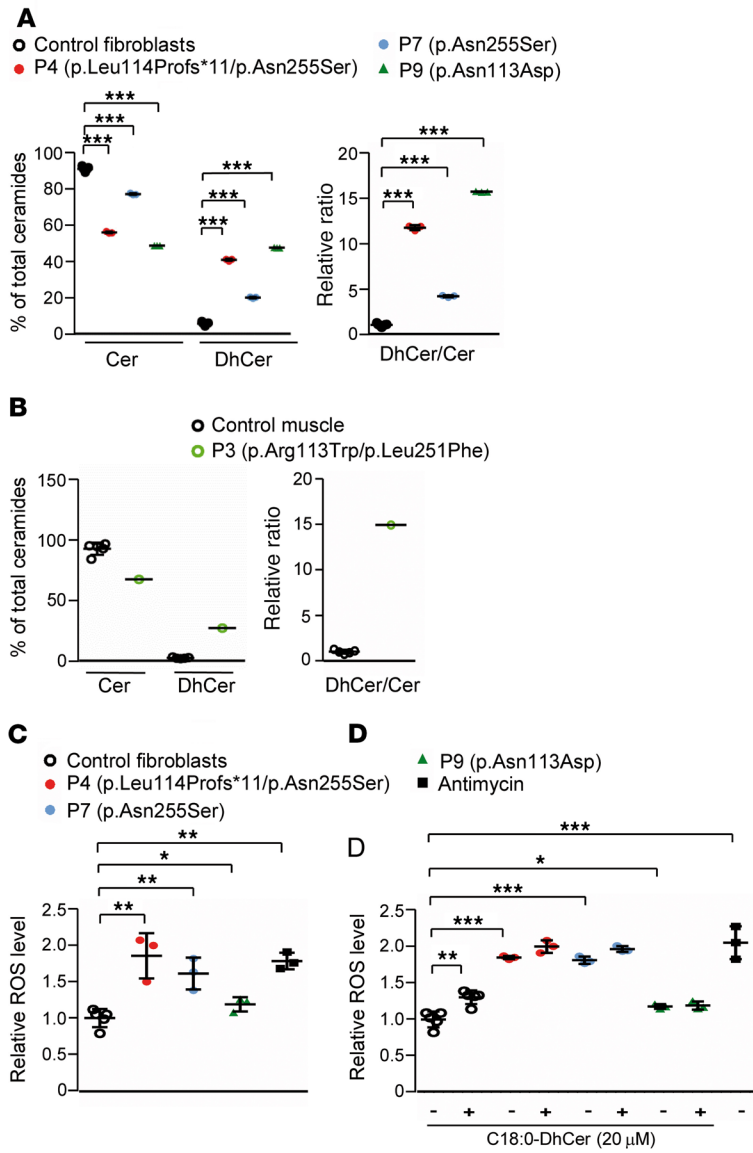 A
Control fibroblasts
P7 (p.Asn255Ser)
P4 (p.Leu114Profs*11/p.Asn255Ser)
P9 (p.Asn113Asp)
***
***
***
***
***
***
***
***
***
% of total ceramides
100
80
60
40
20
0
Cer
DhCer
Relative ratio
20
15
10
5
0
DhCer/Cer
B
Control muscle
P3 (p.Arg113Trp/p.Leu251Phe)
% of total ceramides
150
100
50
0
Cer
DhCer
Relative ratio
20
15
10
5
0
DhCer/Cer
C
Control fibroblasts
P4 (p.Leu114Profs*11/p.Asn255Ser)
P7 (p.Asn255Ser)
D
P9 (p.Asn113Asp)
Antimycin
**
*
**
**
Relative ROS level
2.5
2.0
1.5
1.0
0.5
0
D
***
*
***
***
**
Relative ROS level
2.5
2.0
1.5
1.0
0.5
0
- + - + - + - + -
C18:0-DhCer (20 µM)